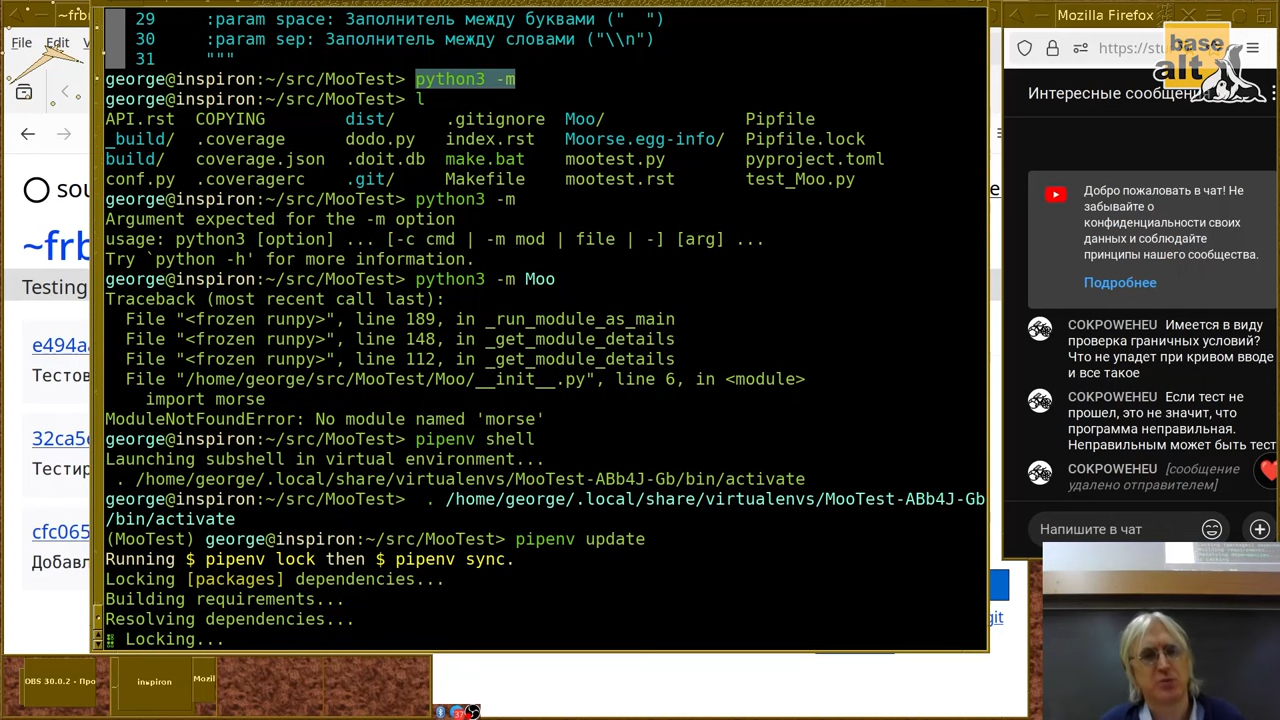 29     :param space: Заполнитель между буквами ("  ")
30     :param sep: Заполнитель между словами ("\\n")
31     """
george@inspiron:~/src/MooTest> python3 -m
george@inspiron:~/src/MooTest> l
API.rst  COPYING       dist/     .gitignore  Moo/             Pipfile
_build/  .coverage     dodo.py   index.rst   Moorse.egg-info/ Pipfile.lock
build/   coverage.json .doit.db  make.bat    mootest.py       pyproject.toml
conf.py  .coveragerc   .git/     Makefile    mootest.rst      test_Moo.py
george@inspiron:~/src/MooTest> python3 -m
Argument expected for the -m option
usage: python3 [option] ... [-c cmd | -m mod | file | -] [arg] ...
Try `python -h' for more information.
george@inspiron:~/src/MooTest> python3 -m Moo
Traceback (most recent call last):
  File "<frozen runpy>", line 189, in _run_module_as_main
  File "<frozen runpy>", line 148, in _get_module_details
  File "<frozen runpy>", line 112, in _get_module_details
  File "/home/george/src/MooTest/Moo/__init__.py", line 6, in <module>
    import morse
ModuleNotFoundError: No module named 'morse'
george@inspiron:~/src/MooTest> pipenv shell
Launching subshell in virtual environment...
 . /home/george/.local/share/virtualenvs/MooTest-ABb4J-Gb/bin/activate
george@inspiron:~/src/MooTest>  . /home/george/.local/share/virtualenvs/MooTest-ABb4J-Gb
/bin/activate
(MooTest) george@inspiron:~/src/MooTest> pipenv update
Running $ pipenv lock then $ pipenv sync.
Locking [packages] dependencies...
Building requirements...
Resolving dependencies...
Locking...
~frb
File Edit
sou
~frb
Testing
e494a
Тестов
32ca5
Тестир
cfc065
Добавл
git
Mozilla Firefox
https://stu
base
alt
Интересные сообщени
Добро пожаловать в чат! Не
забывайте о
конфиденциальности своих
данных и соблюдайте
принципы нашего сообщества.
Подробнее
COKPOWEHEU Имеется в виду
проверка граничных условий?
Что не упадет при кривом вводе
и все такое
COKPOWEHEU Если тест не
прошел, это не значит, что
программа неправильная.
Неправильным может быть тест
COKPOWEHEU [сообщение
удалено отправителем]
Напишите в чат
OBS 30.0.2 - Про
inspiron
Mozil
37